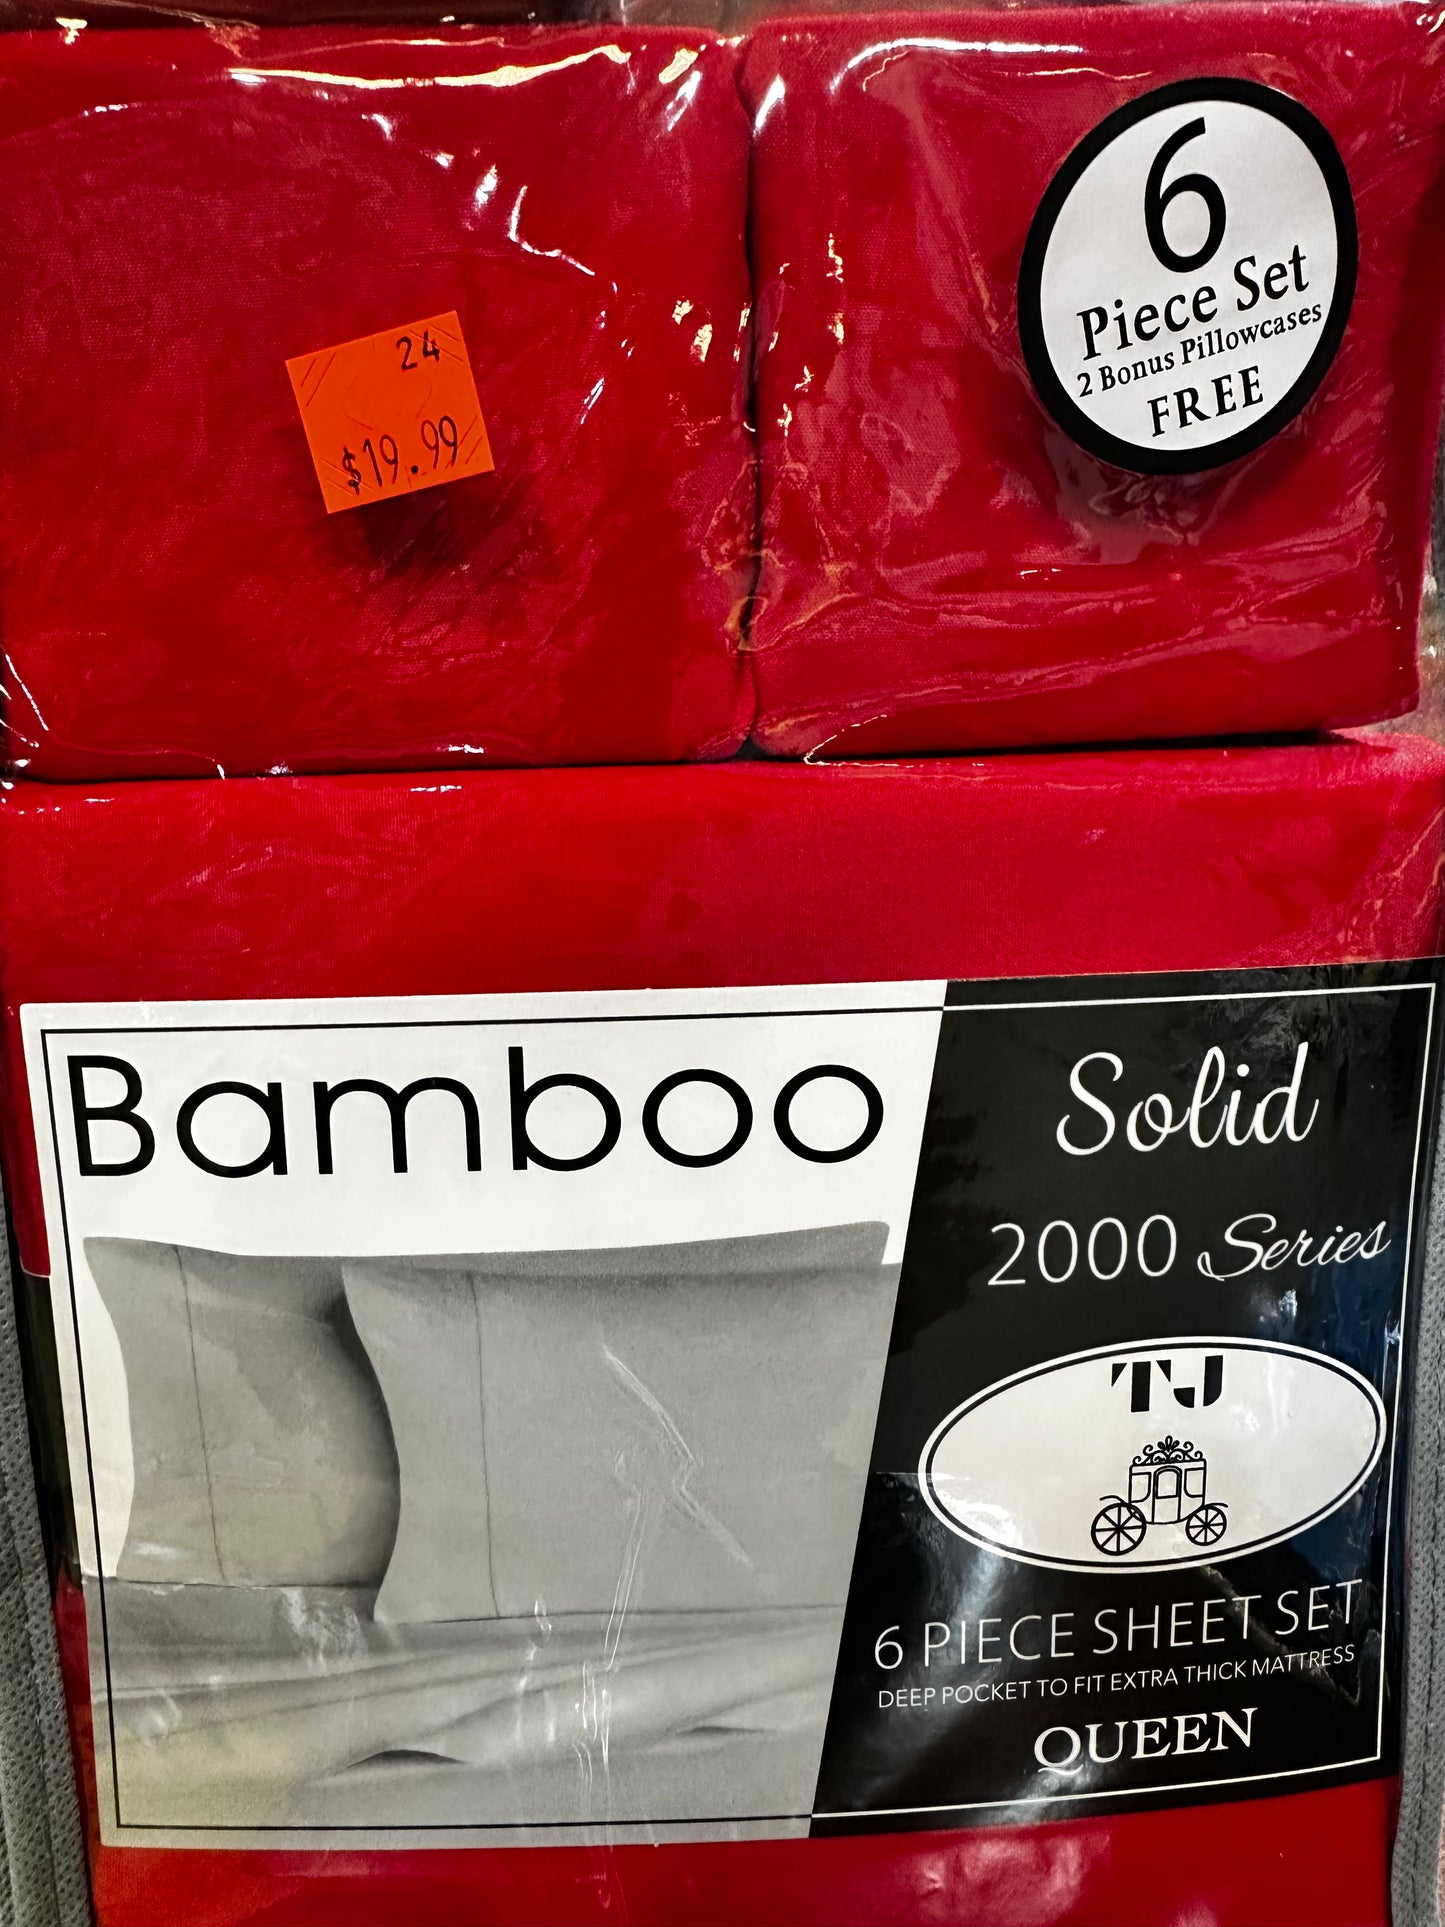 24
$19.99
6
Piece Set
2 Bonus Pillowcases
FREE
Bamboo
Solid
2000 Series
TJ
6 PIECE SHEET SET
DEEP POCKET TO FIT EXTRA THICK MATTRESS
QUEEN